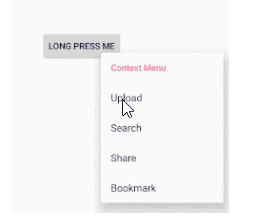 LONG PRESS ME
Context Menu
Upload
Search
Share
Bookmark